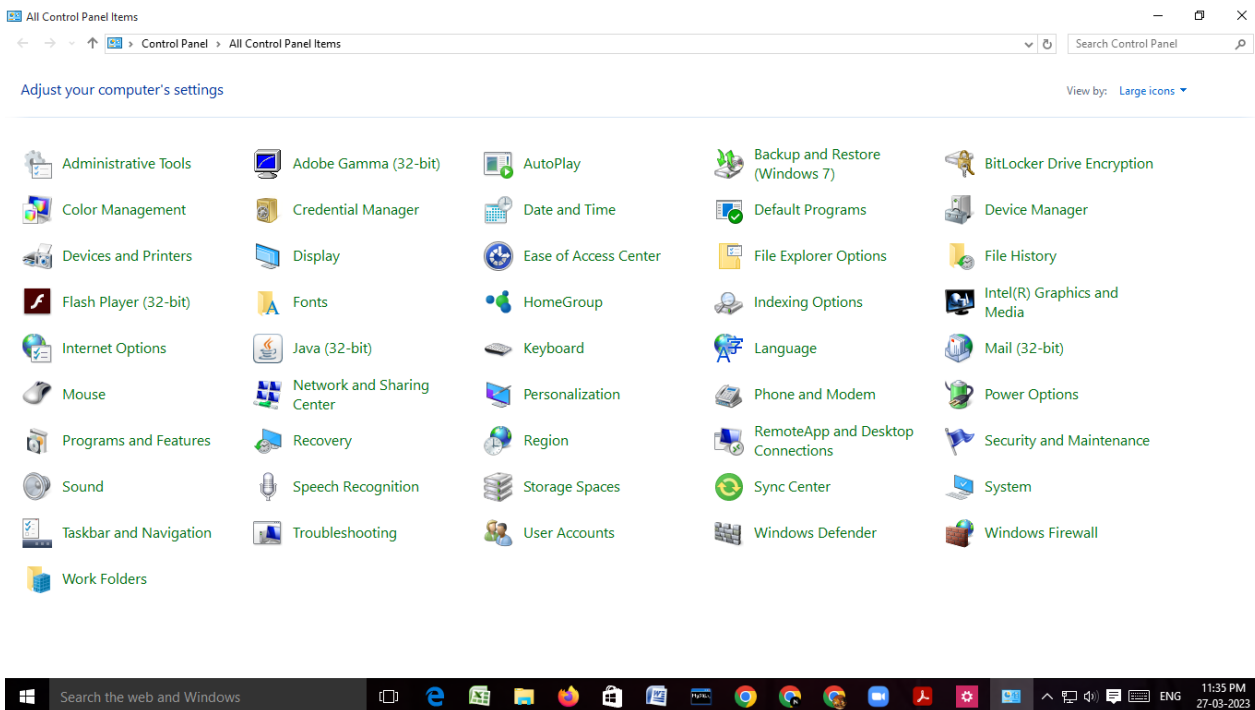 All Control Panel Items
Control Panel > All Control Panel Items
Search Control Panel
Adjust your computer's settings
View by: Large icons
Administrative Tools
Adobe Gamma (32-bit)
AutoPlay
Backup and Restore
(Windows 7)
BitLocker Drive Encryption
Color Management
Credential Manager
Date and Time
Default Programs
Device Manager
Devices and Printers
Display
Ease of Access Center
File Explorer Options
File History
Flash Player (32-bit)
Fonts
HomeGroup
Indexing Options
Intel(R) Graphics and
Media
Internet Options
Java (32-bit)
Keyboard
Language
Mail (32-bit)
Mouse
Network and Sharing
Center
Personalization
Phone and Modem
Power Options
Programs and Features
Recovery
Region
RemoteApp and Desktop
Connections
Security and Maintenance
Sound
Speech Recognition
Storage Spaces
Sync Center
System
Taskbar and Navigation
Troubleshooting
User Accounts
Windows Defender
Windows Firewall
Work Folders
Search the web and Windows
ENG
11:35 PM
27-03-2023